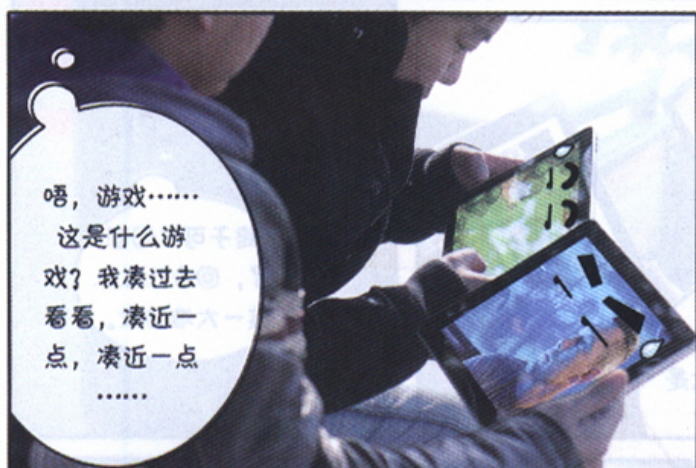 唔，游戏……
这是什么游
戏？我凑过去
看看，凑近一
点，凑近一点
……